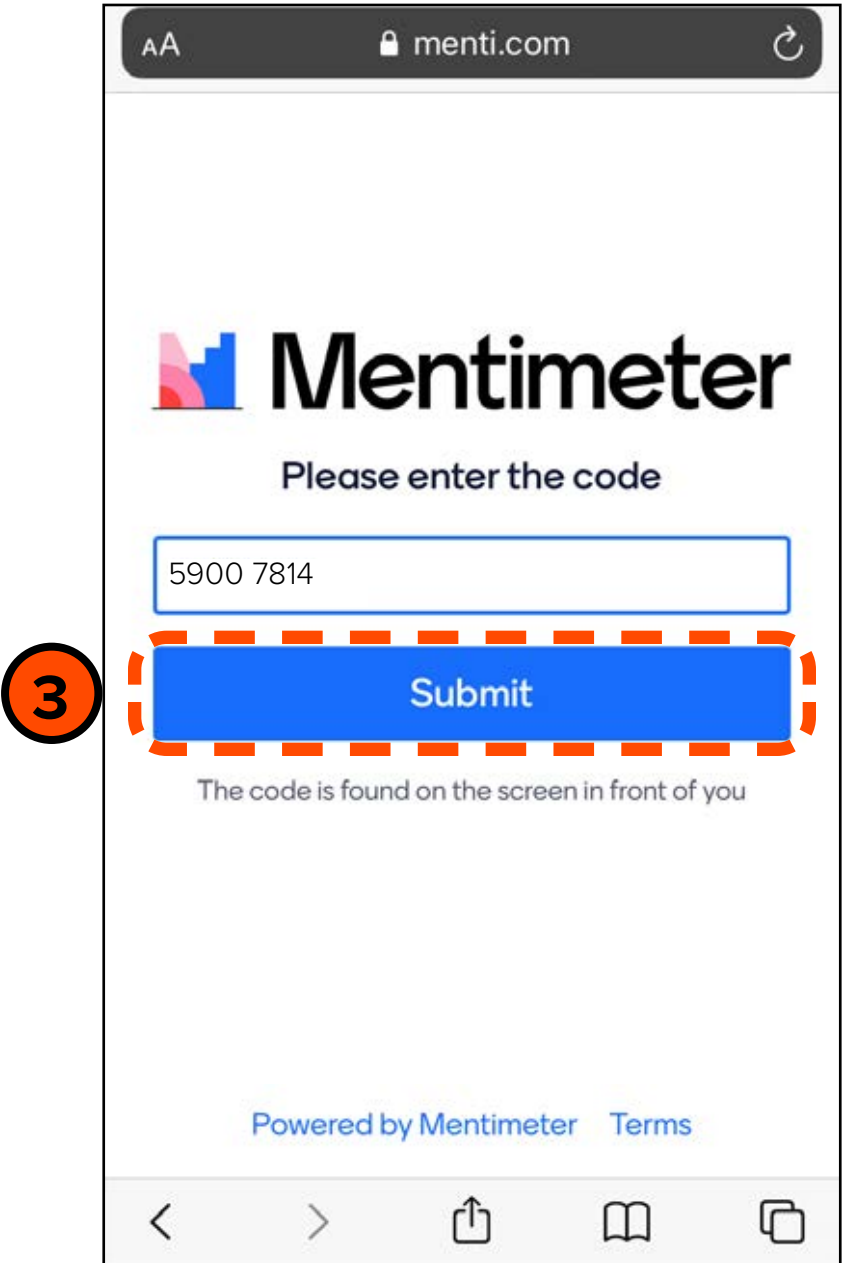 AA menti.com
Mentimeter
Please enter the code
5900 7814
3 Submit
The code is found on the screen in front of you
Powered by Mentimeter Terms